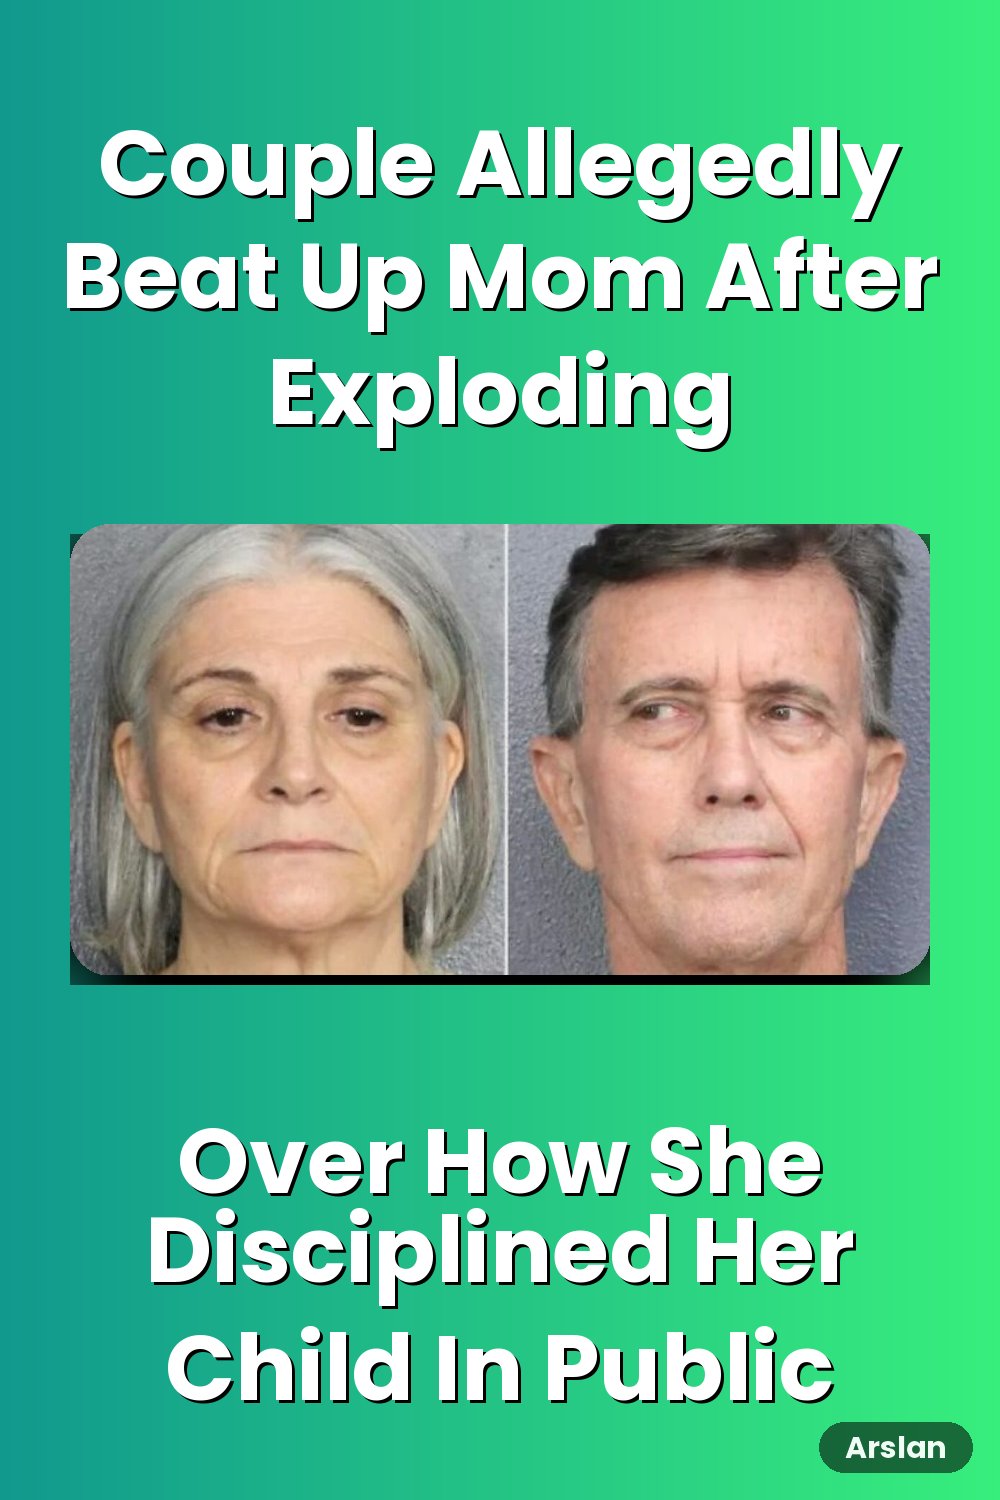 Couple Allegedly
Beat Up Mom After
Exploding
Over How She
Disciplined Her
Child In Public
Arslan